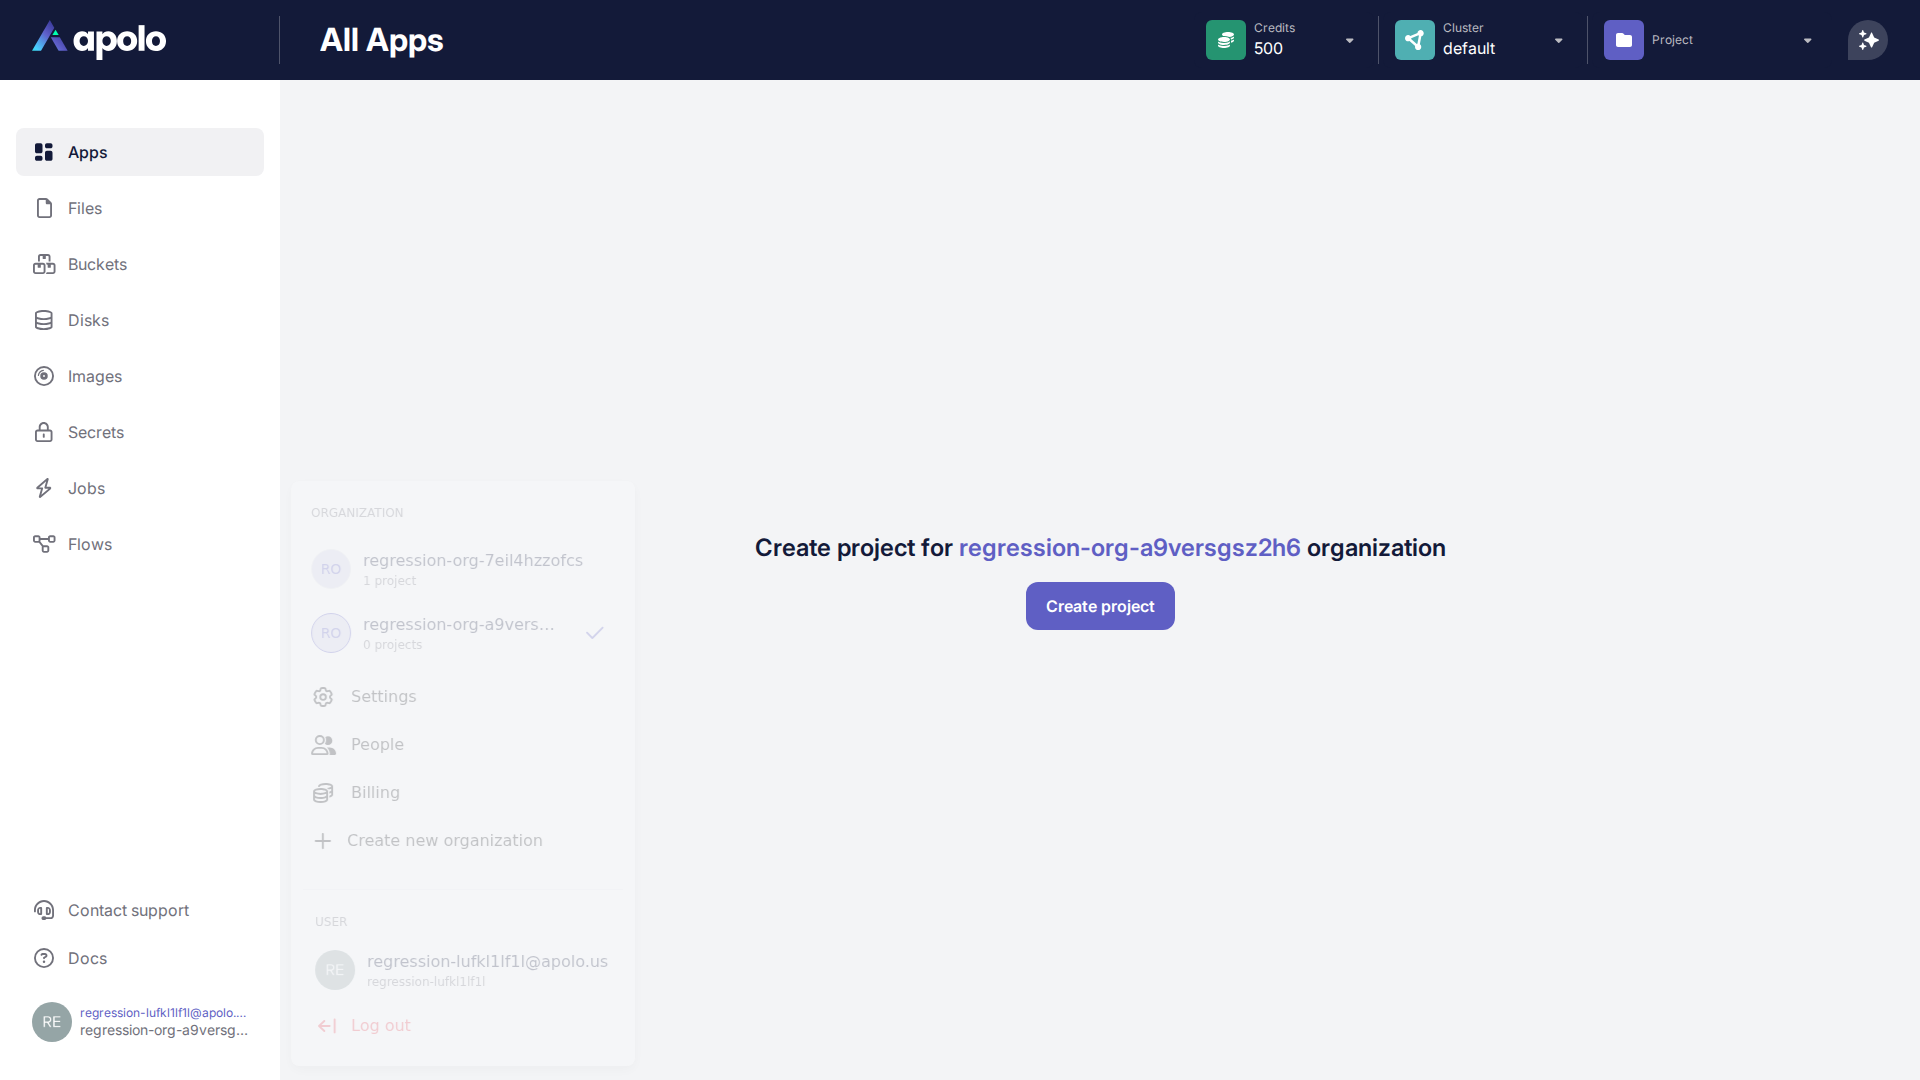 apolo
All Apps
Credits
500
Cluster
default
Project
Apps
Files
Buckets
Disks
Images
Secrets
Jobs
Flows
ORGANIZATION
RO
regression-org-7eil4hzzofcs
1 project
RO
regression-org-a9vers...
0 projects
Settings
People
Billing
Create new organization
USER
RE
regression-lufkl1lf1l@apolo.us
regression-lufkl1lf1l
Log out
Create project for regression-org-a9versgsz2h6 organization
Create project
Contact support
Docs
RE
regression-lufkl1lf1l@apolo....
regression-org-a9versg...